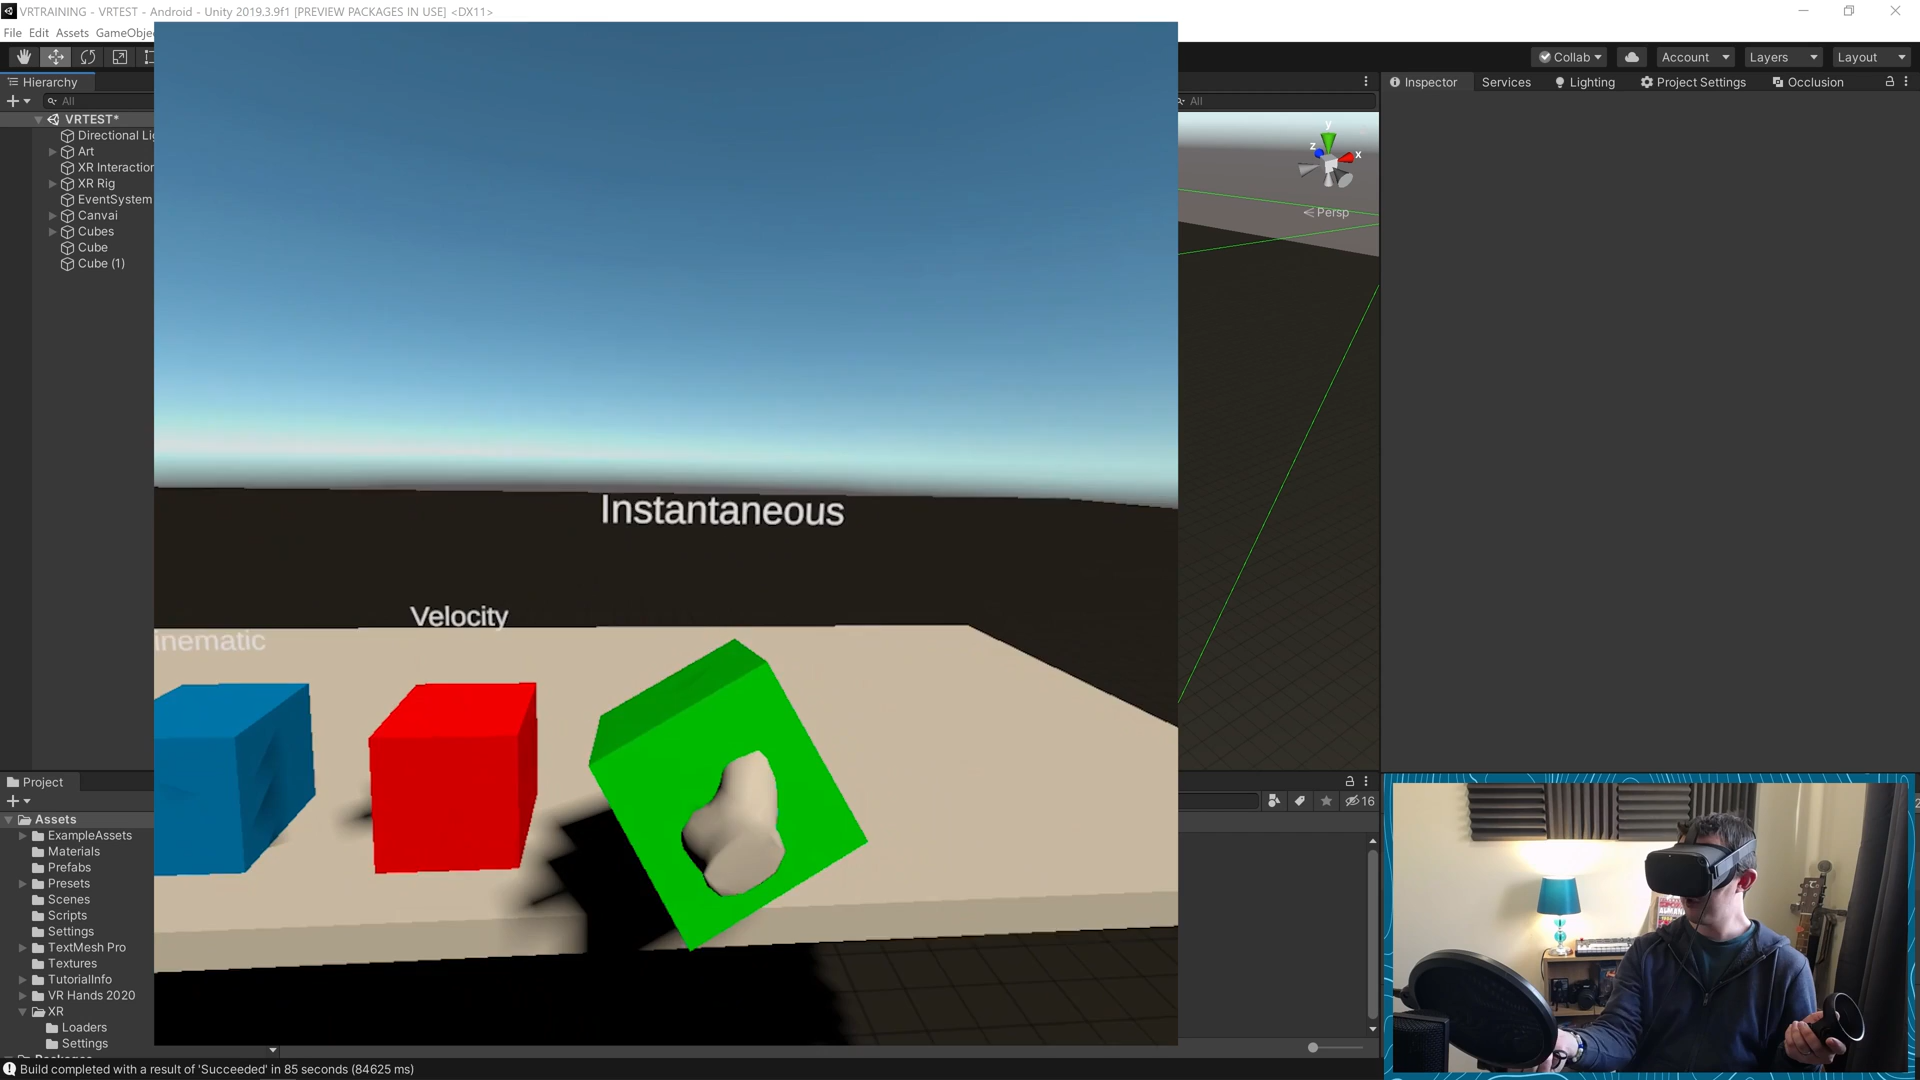 VRTRAINING - VRTEST - Android - Unity 2019.3.9f1 [PREVIEW PACKAGES IN USE] <DX11>
File Edit Assets GameObjec
Collab Account Layers Layout
Hierarchy
Inspector Services Lighting Project Settings Occlusion
All
All
VRTEST*
Directional Li
Art
XR Interaction
XR Rig
EventSystem
Canvai
Cubes
Cube
Cube (1)
y
z
x
Persp
Instantaneous
Velocity
inematic
Project
16
Assets
ExampleAssets
Materials
Prefabs
Presets
Scenes
Scripts
Settings
TextMesh Pro
Textures
TutorialInfo
VR Hands 2020
XR
Loaders
Settings
Build completed with a result of 'Succeeded' in 85 seconds (84625 ms)